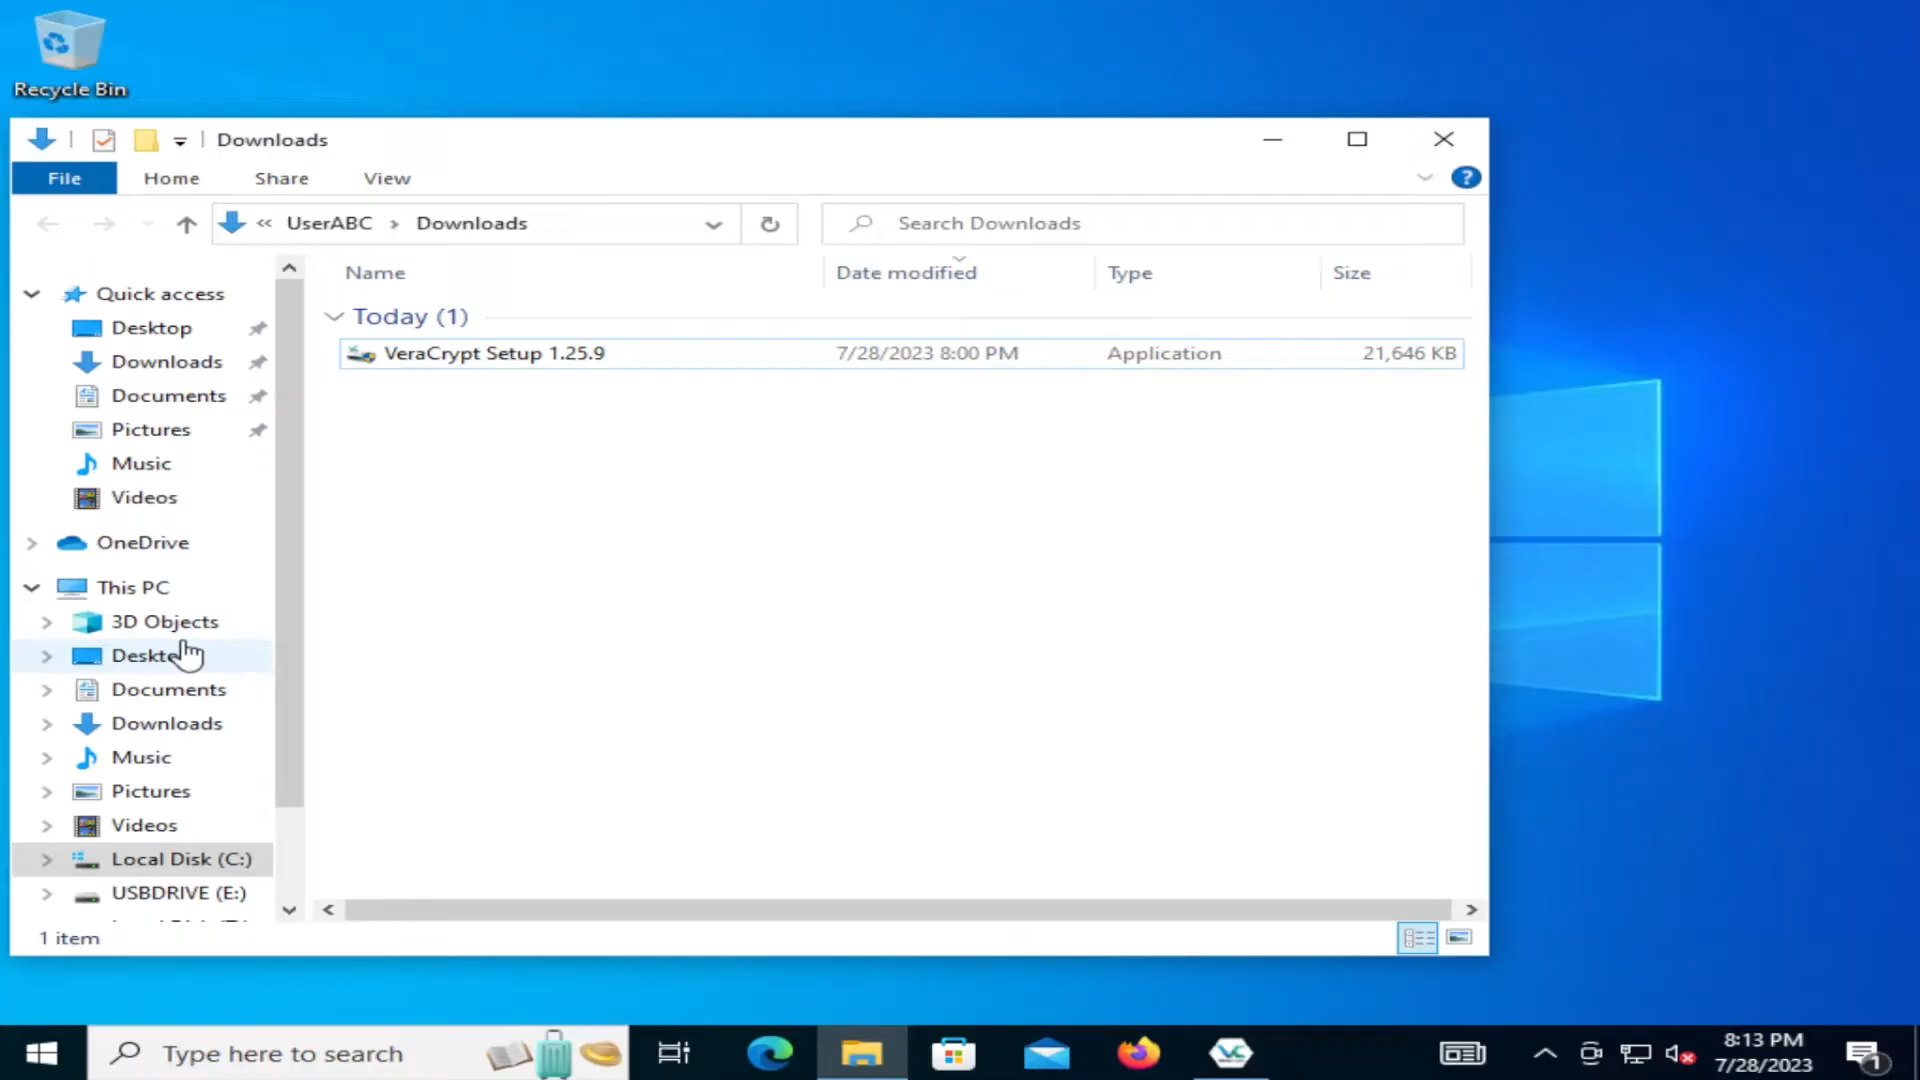 Recycle Bin
Downloads
File Home Share View
« UserABC > Downloads
Search Downloads
Name Date modified Type Size
Quick access
Desktop
Downloads
Documents
Pictures
Music
Videos
OneDrive
This PC
3D Objects
Documents
Downloads
Music
Pictures
Videos
Local Disk (C:)
USBDRIVE (E:)
Today (1)
VeraCrypt Setup 1.25.9 7/28/2023 8:00 PM Application 21,646 KB
1 item
Type here to search
8:13 PM
7/28/2023
1